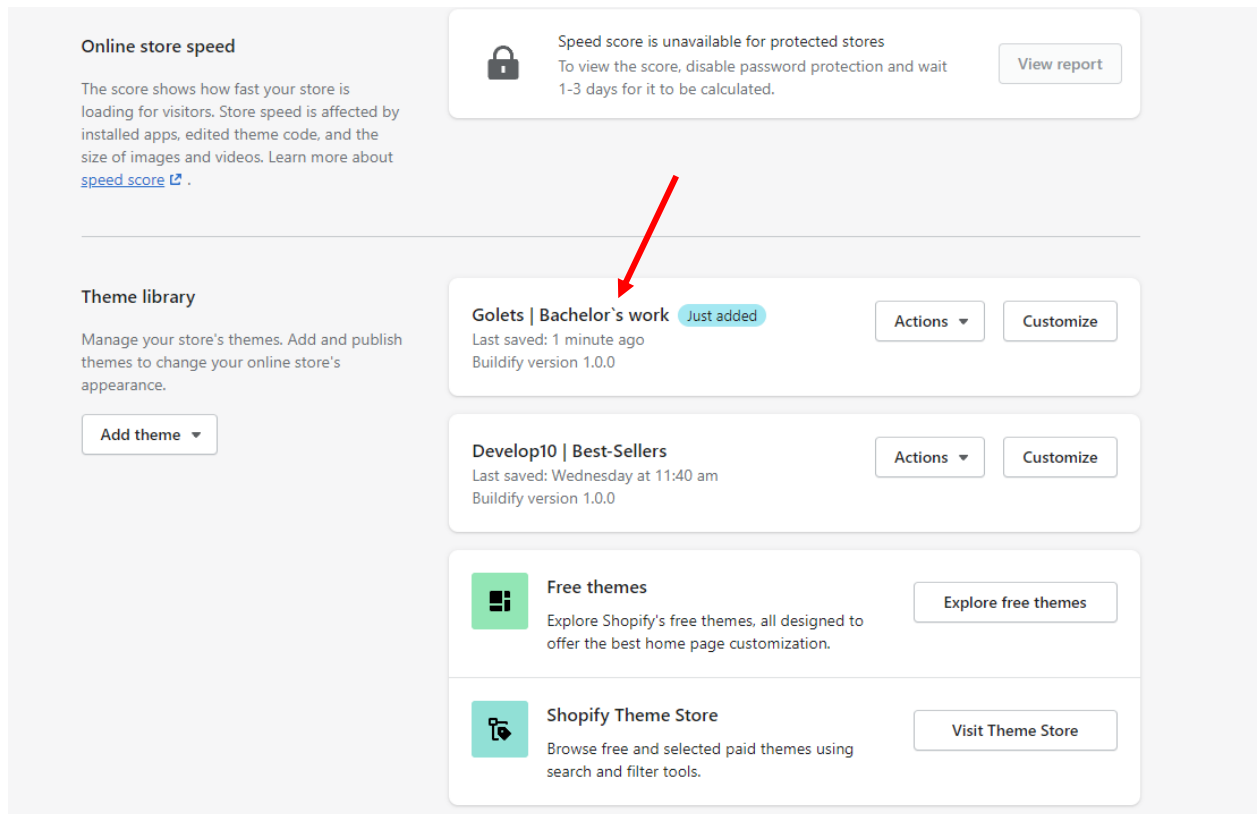 Online store speed
The score shows how fast your store is
loading for visitors. Store speed is affected by
installed apps, edited theme code, and the
size of images and videos. Learn more about
speed score .
Speed score is unavailable for protected stores
To view the score, disable password protection and wait
1-3 days for it to be calculated.
View report
Theme library
Manage your store's themes. Add and publish
themes to change your online store's
appearance.
Add theme
Golets | Bachelor`s work Just added
Last saved: 1 minute ago
Buildify version 1.0.0
Actions
Customize
Develop10 | Best-Sellers
Last saved: Wednesday at 11:40 am
Buildify version 1.0.0
Actions
Customize
Free themes
Explore Shopify's free themes, all designed to
offer the best home page customization.
Explore free themes
Shopify Theme Store
Browse free and selected paid themes using
search and filter tools.
Visit Theme Store